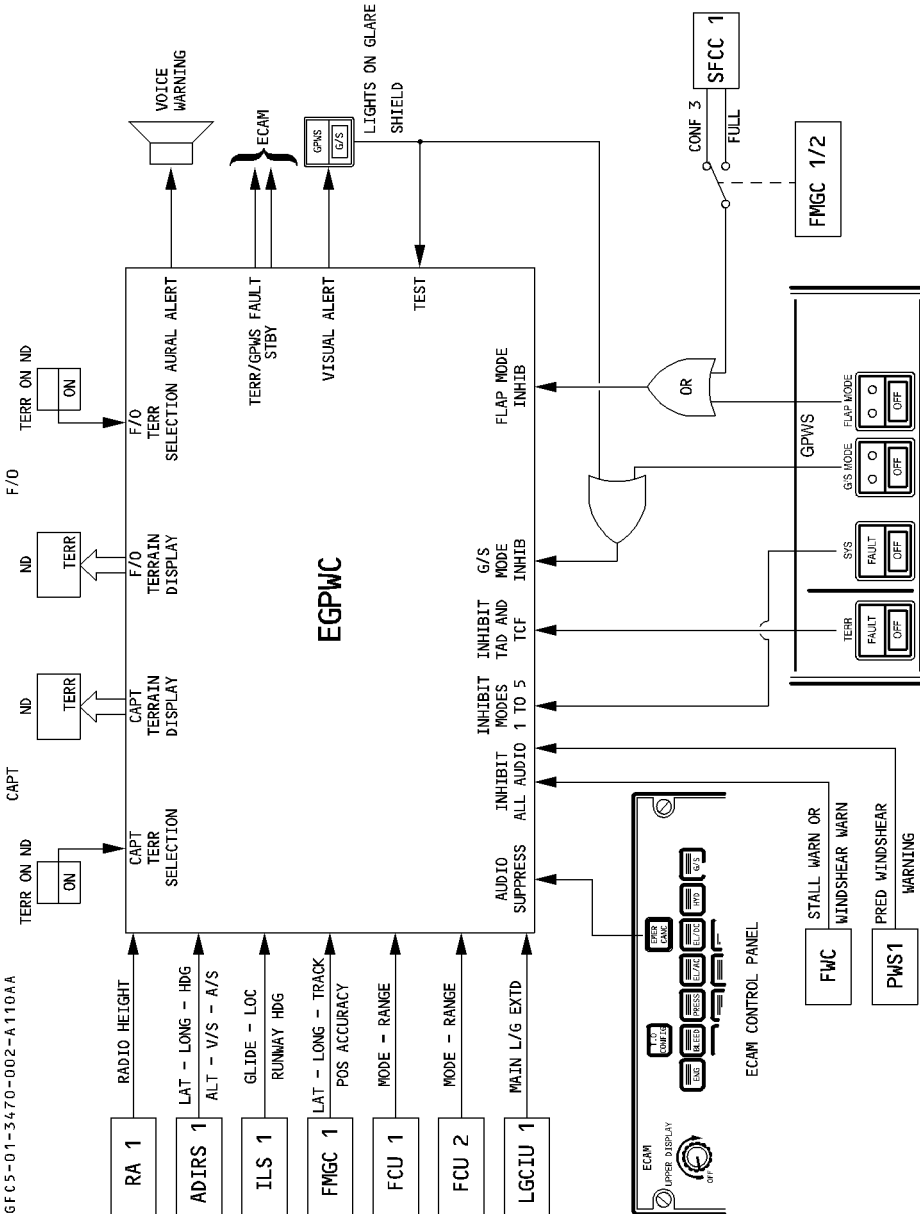 GFC5-01-3470-002-A110AA
CAPT
F/O
TERR ON ND
ON
ND
TERR
ND
TERR
TERR ON ND
ON
CAPT
TERR
SELECTION
CAPT
TERRAIN
DISPLAY
F/O
TERRAIN
DISPLAY
F/O
TERR
SELECTION
RA 1
RADIO HEIGHT
ADIRS 1
LAT - LONG - HDG
ALT - V/S - A/S
ILS 1
GLIDE - LOC
RUNWAY HDG
FMGC 1
LAT - LONG - TRACK
POS ACCURACY
FCU 1
MODE - RANGE
FCU 2
MODE - RANGE
LGCIU 1
MAIN L/G EXTD
EGPWC
AURAL ALERT
VOICE
WARNING
TERR/GPWS FAULT
STBY
ECAM
VISUAL ALERT
GPWS
G/S
LIGHTS ON GLARE
SHIELD
TEST
AUDIO
SUPPRESS
INHIBIT
ALL AUDIO
INHIBIT
MODES
1 TO 5
INHIBIT
TAD AND
TCF
G/S
MODE
INHIB
FLAP MODE
INHIB
OR
CONF 3
FULL
SFCC 1
FMGC 1/2
ECAM
UPPER DISPLAY
OFF
T.O
CONFIG
EMER
CANC
ENG
BLEED
PRESS
EL/AC
EL/DC
HYD
G/S
ECAM CONTROL PANEL
FWC
STALL WARN OR
WINDSHEAR WARN
PWS1
PRED WINDSHEAR
WARNING
GPWS
TERR
FAULT
OFF
SYS
FAULT
OFF
G'S MODE
OFF
FLAP MODE
OFF